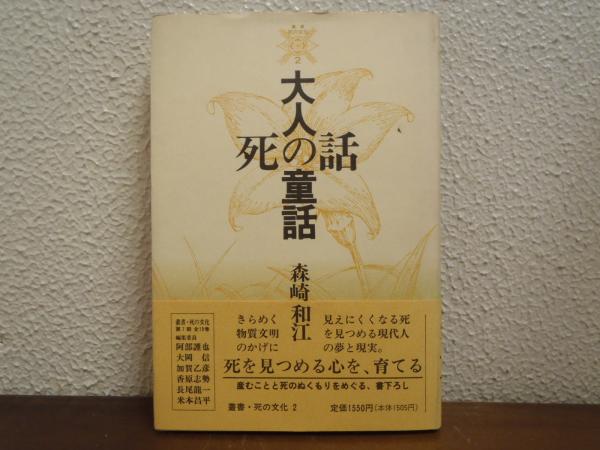 2
大人の童話
死の話
森崎和江
きらめく
物質文明
のかげに
見えにくくなる死
を見つめる現代人
の夢と現実。
死を見つめる心を、育てる
産むことと死のぬくもりをめぐる、書下ろし
叢書・死の文化
第1期 全10巻
編集委員
阿部謹也
大岡 信
加賀乙彦
香原志勢
長尾龍一
米本昌平
叢書・死の文化 2
定価1550円(本体1505円)